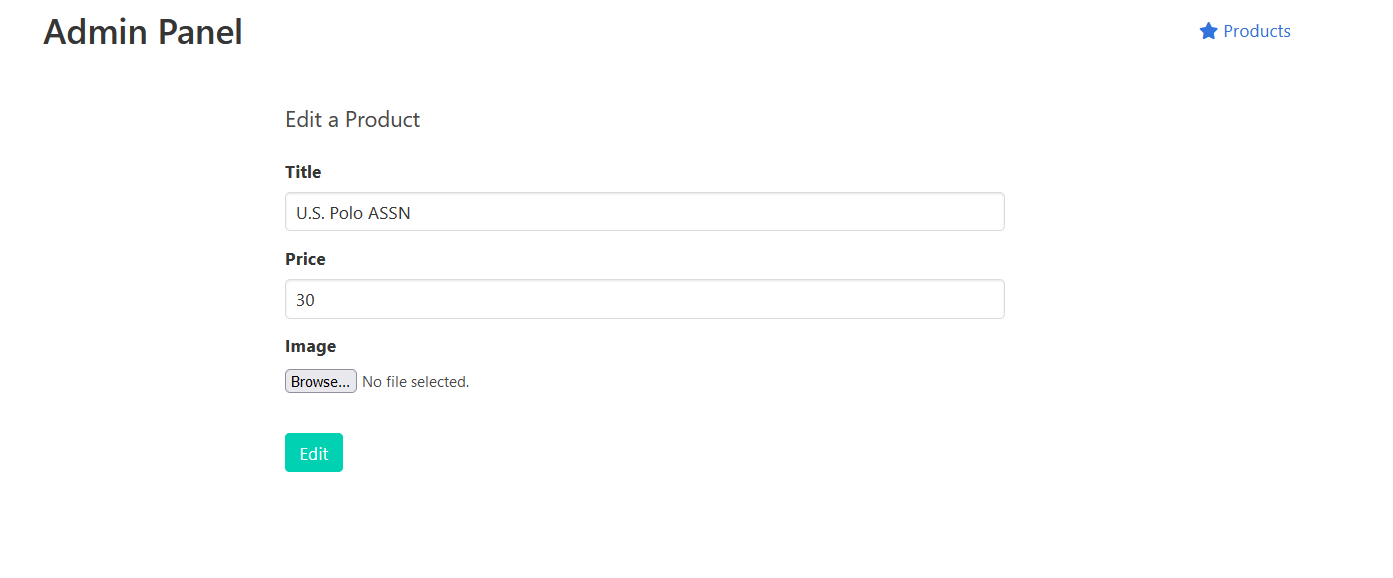 Admin Panel
Products
Edit a Product
Title
U.S. Polo ASSN
Price
30
Image
Browse... No file selected.
Edit